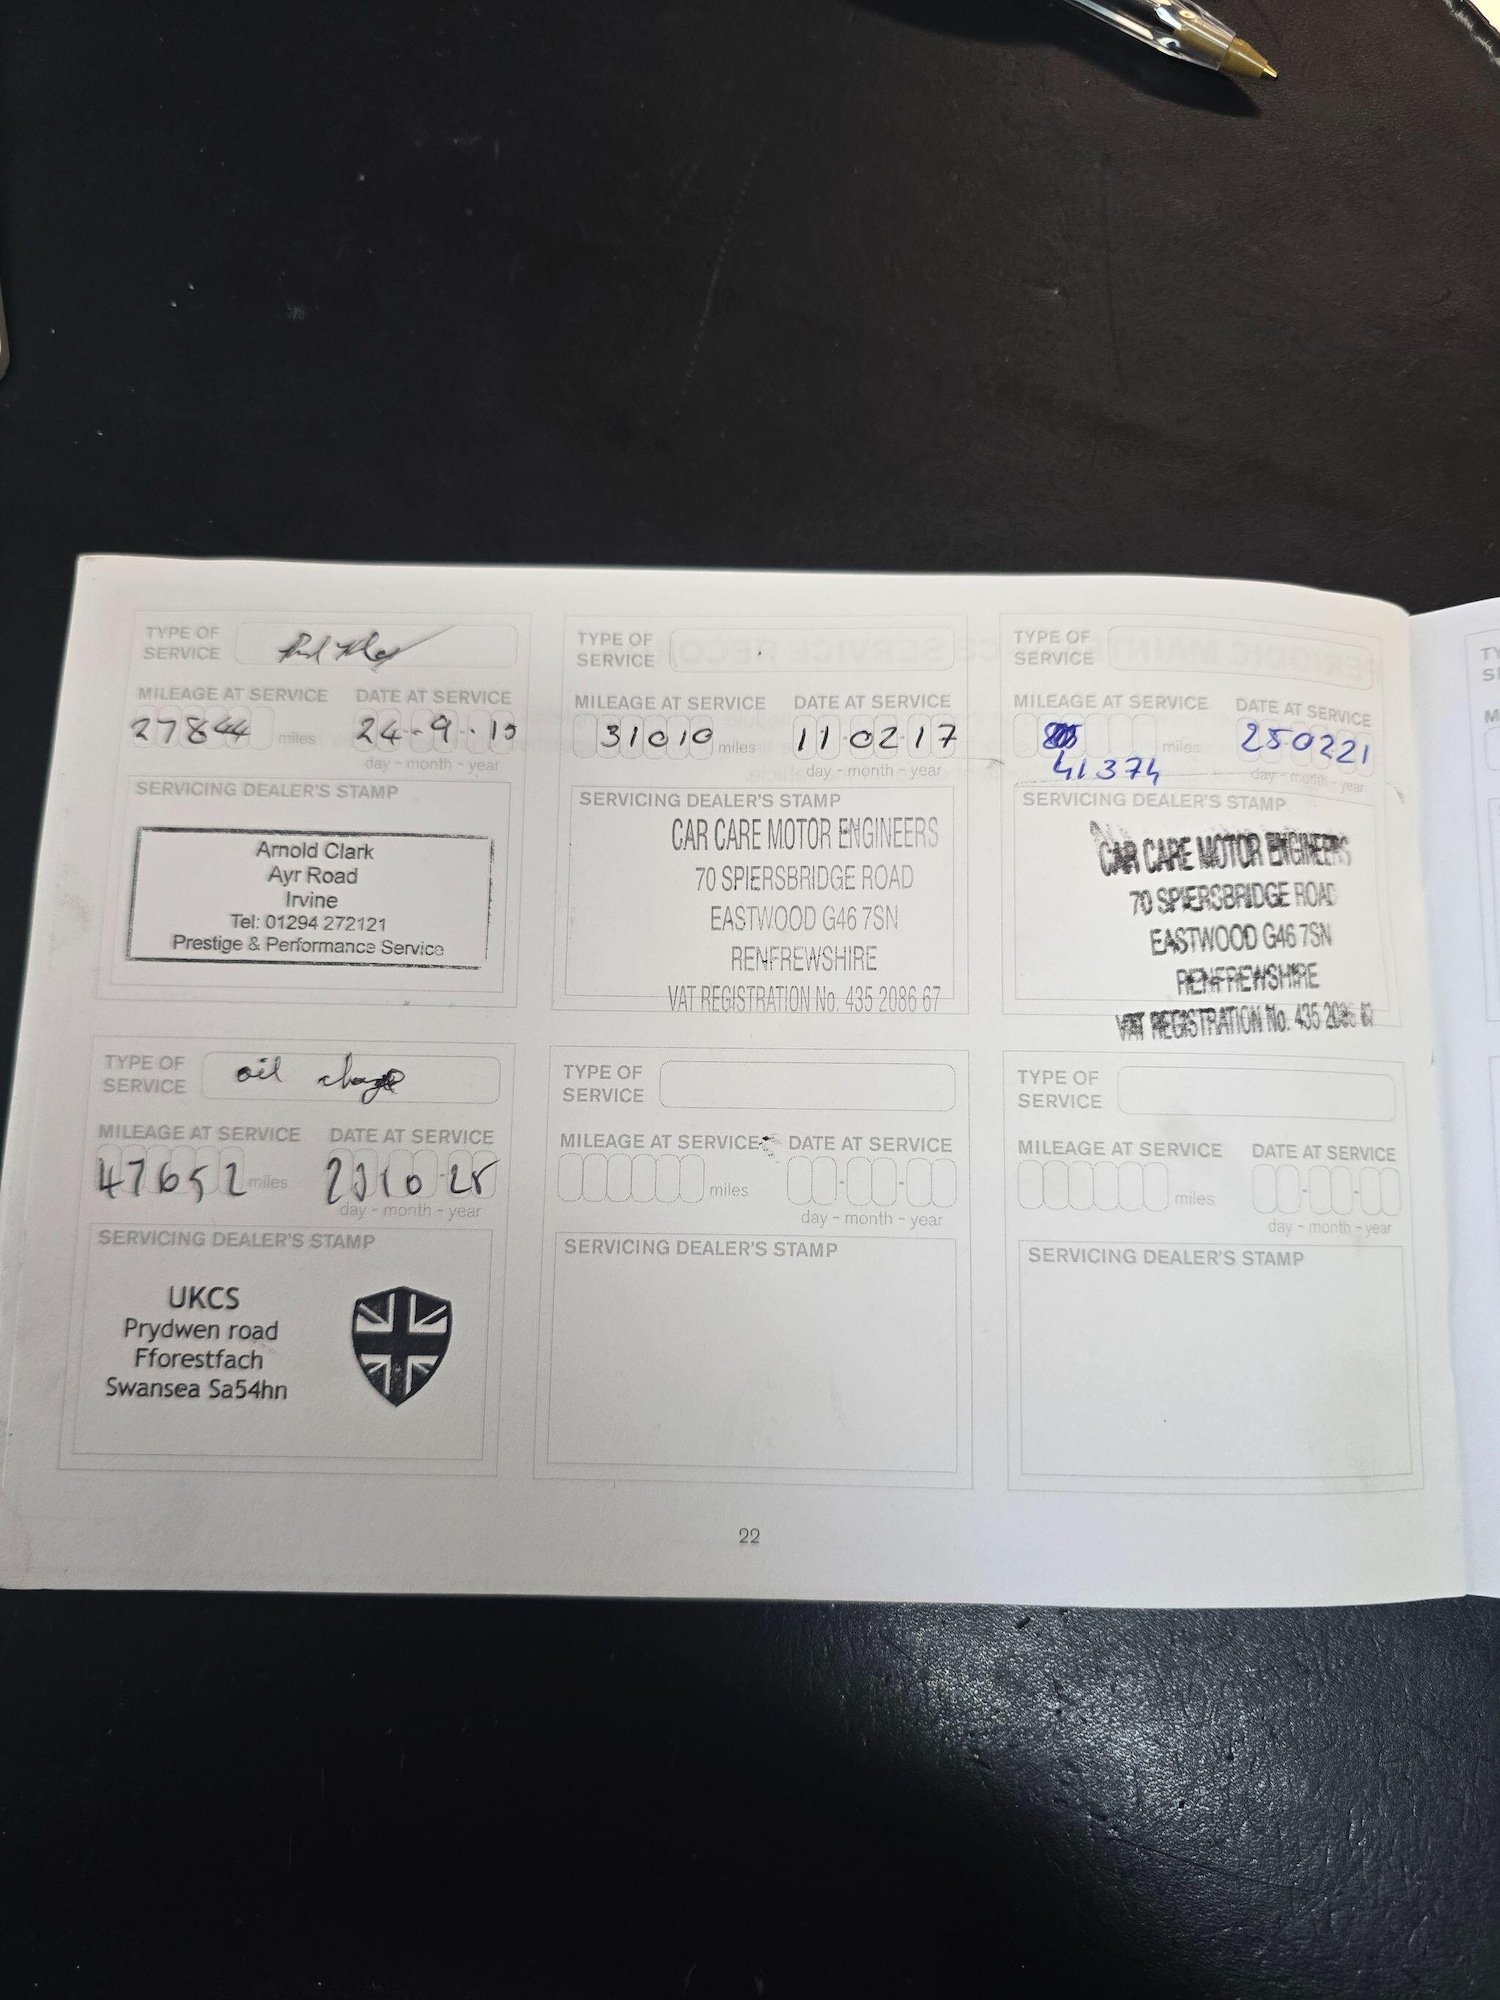 TYPE OF
SERVICE
MILEAGE AT SERVICE DATE AT SERVICE
27844 miles 24-9-15
day - month - year
SERVICING DEALER'S STAMP
Arnold Clark
Ayr Road
Irvine
Tel: 01294 272121
Prestige & Performance Service
TYPE OF
SERVICE
MILEAGE AT SERVICE DATE AT SERVICE
31010 miles 11-02-17
day - month - year
SERVICING DEALER'S STAMP
CAR CARE MOTOR ENGINEERS
70 SPIERSBRIDGE ROAD
EASTWOOD G46 7SN
RENFREWSHIRE
VAT REGISTRATION No. 435 2086 67
TYPE OF
SERVICE
MILEAGE AT SERVICE DATE AT SERVICE
miles 250221
41374
day - month - year
SERVICING DEALER'S STAMP
CAR CARE MOTOR ENGINEERS
70 SPIERSBRIDGE ROAD
EASTWOOD G46 7SN
RENFREWSHIRE
VAT REGISTRATION No. 435 2086 67
TYPE OF
SERVICE oil change
MILEAGE AT SERVICE DATE AT SERVICE
47652 miles
day - month - year
SERVICING DEALER'S STAMP
UKCS
Prydwen road
Fforestfach
Swansea Sa54hn
TYPE OF
SERVICE
MILEAGE AT SERVICE DATE AT SERVICE
miles
day - month - year
SERVICING DEALER'S STAMP
TYPE OF
SERVICE
MILEAGE AT SERVICE DATE AT SERVICE
miles
day - month - year
SERVICING DEALER'S STAMP
22